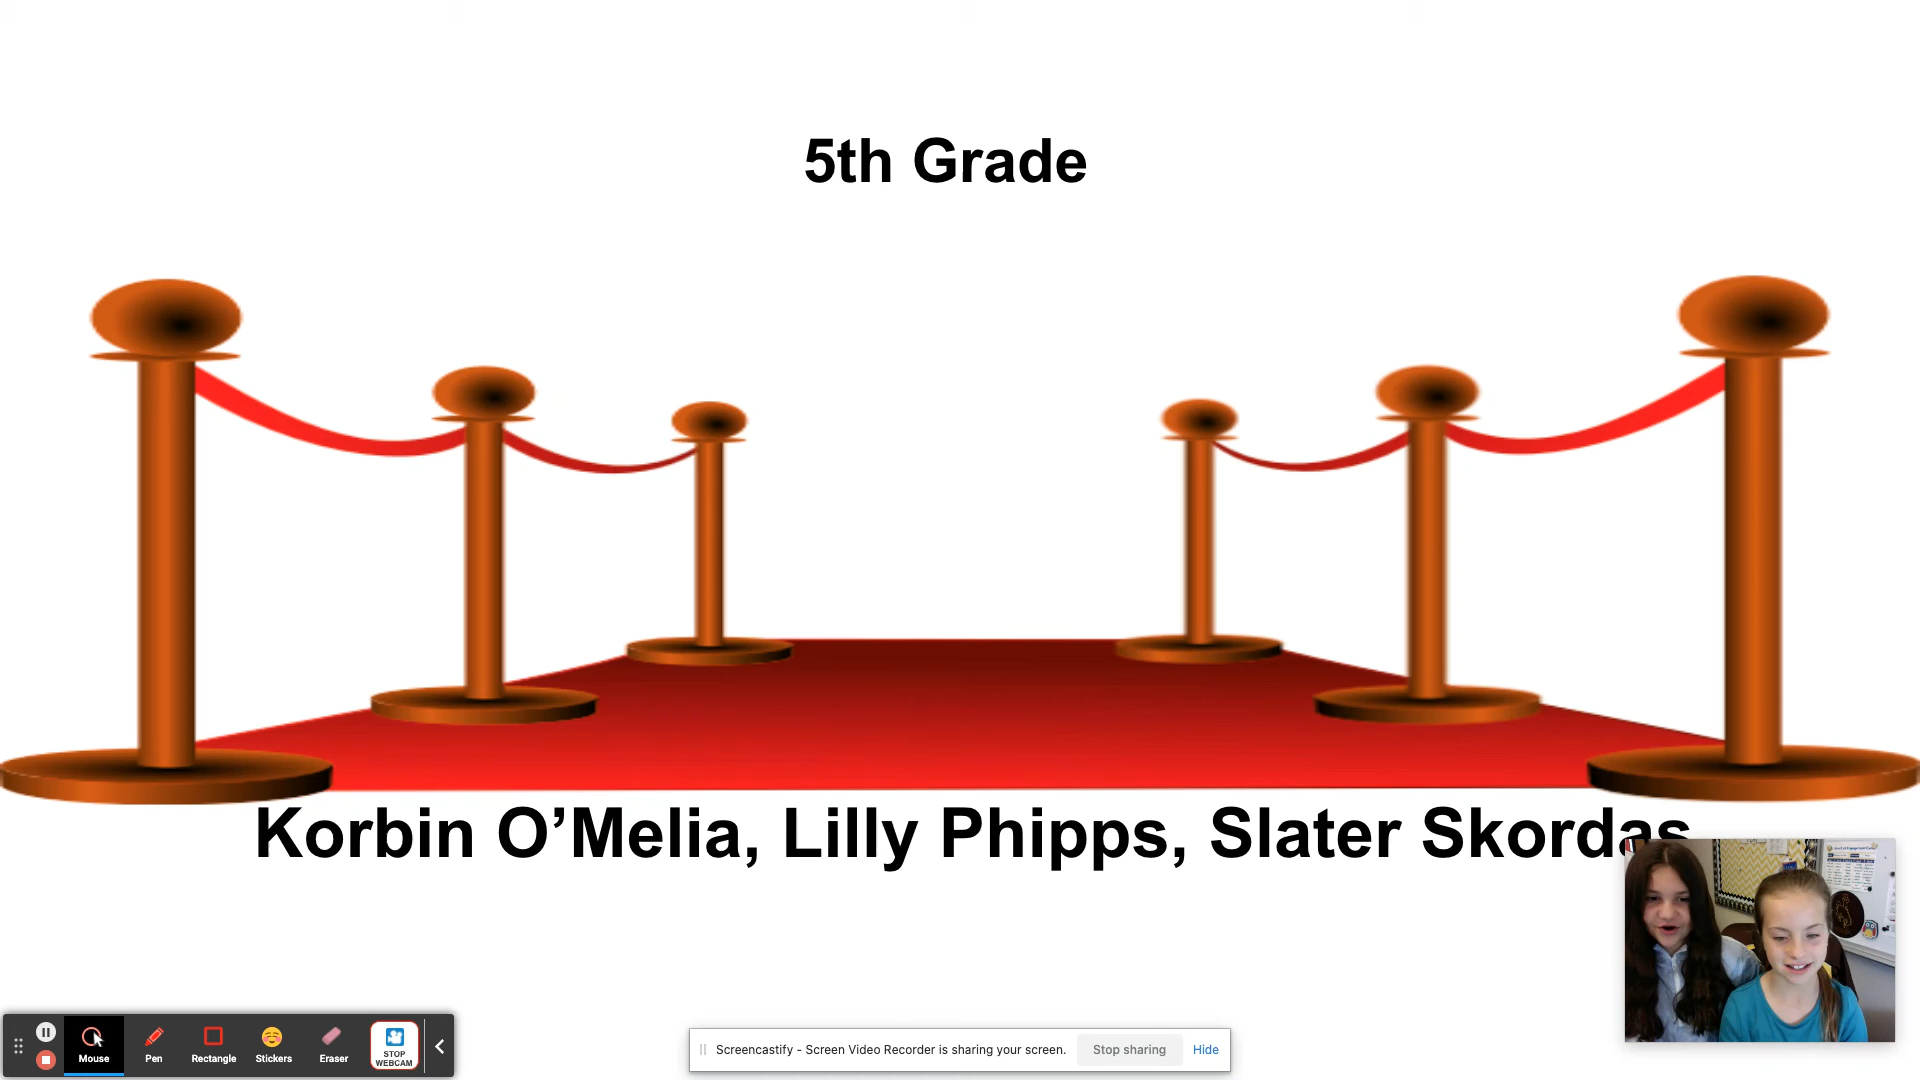 5th Grade
Korbin O’Melia, Lilly Phipps, Slater Skordas
Mouse
Pen
Rectangle
Stickers
Eraser
STOP
WEBCAM
Screencastify - Screen Video Recorder is sharing your screen.
Stop sharing
Hide